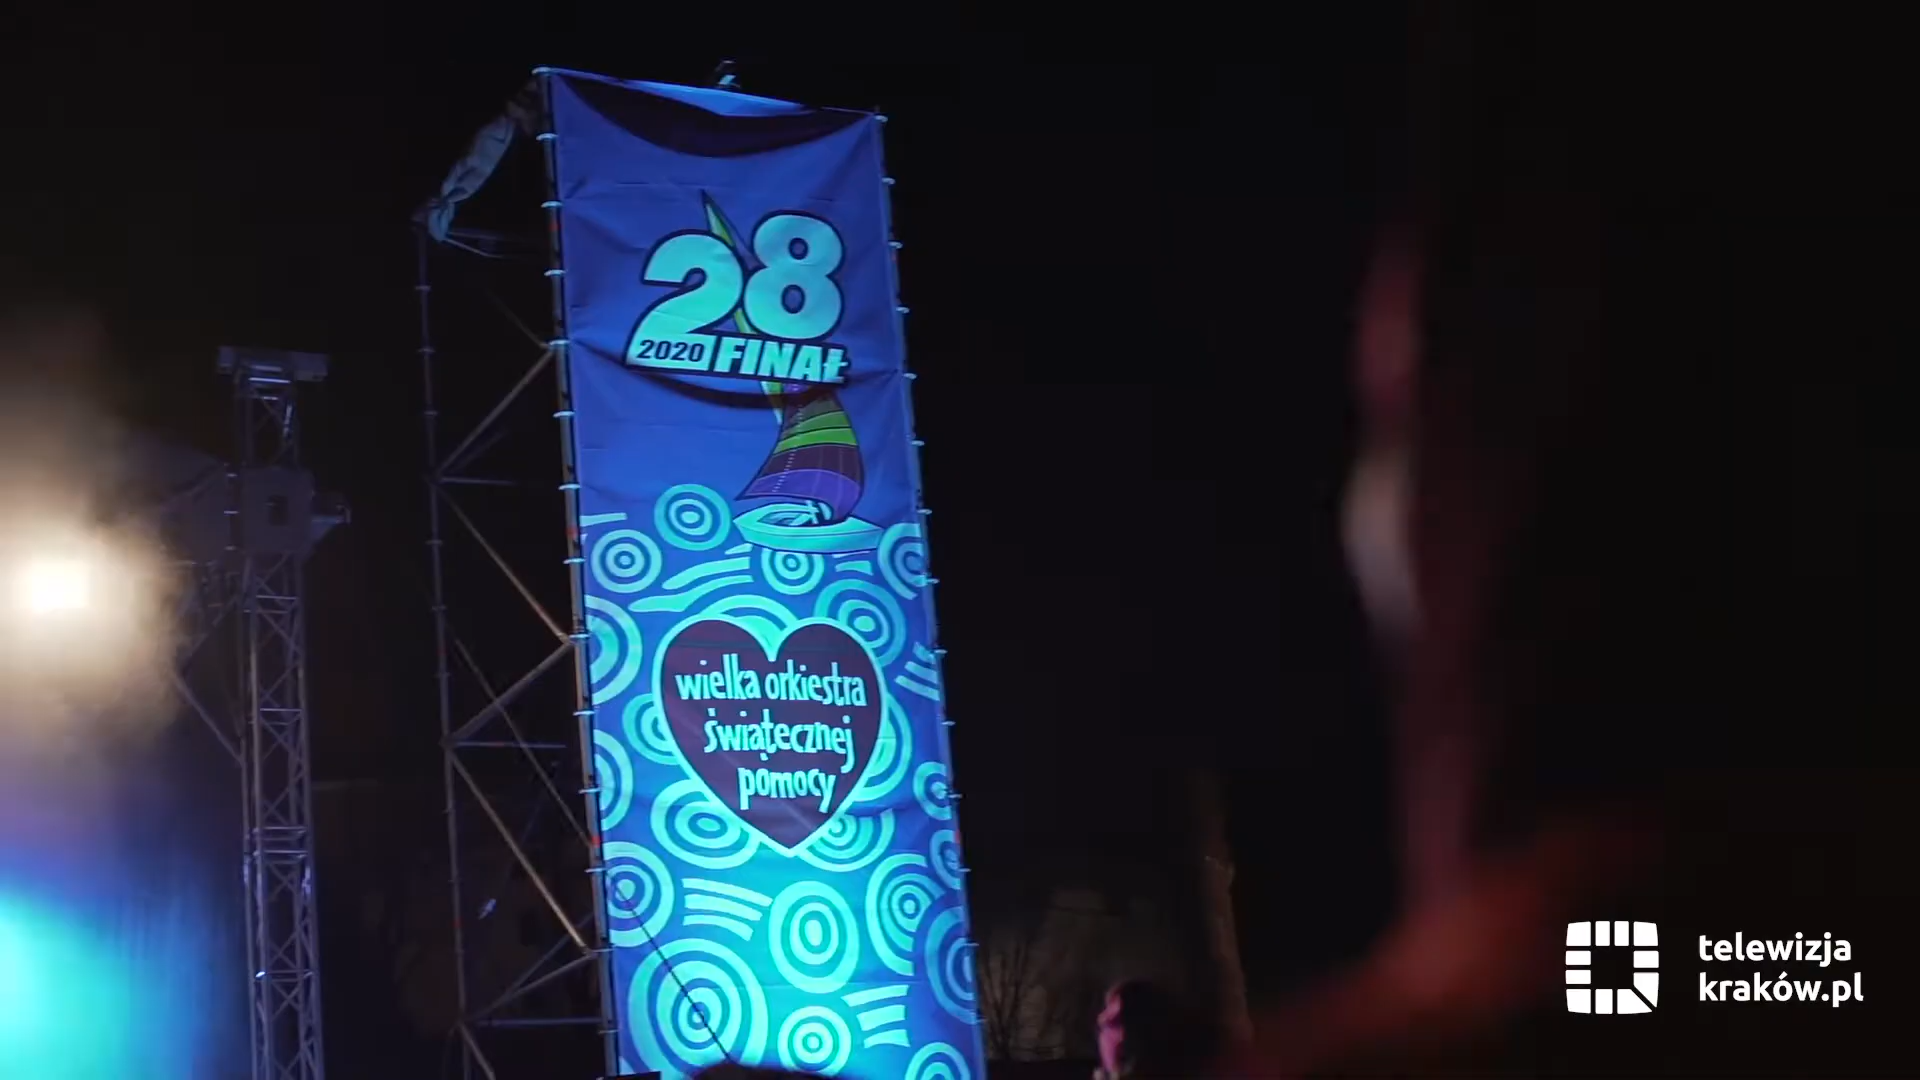 28
2020 FINAŁ
wielka orkiestra
świątecznej
pomocy
telewizja
kraków.pl